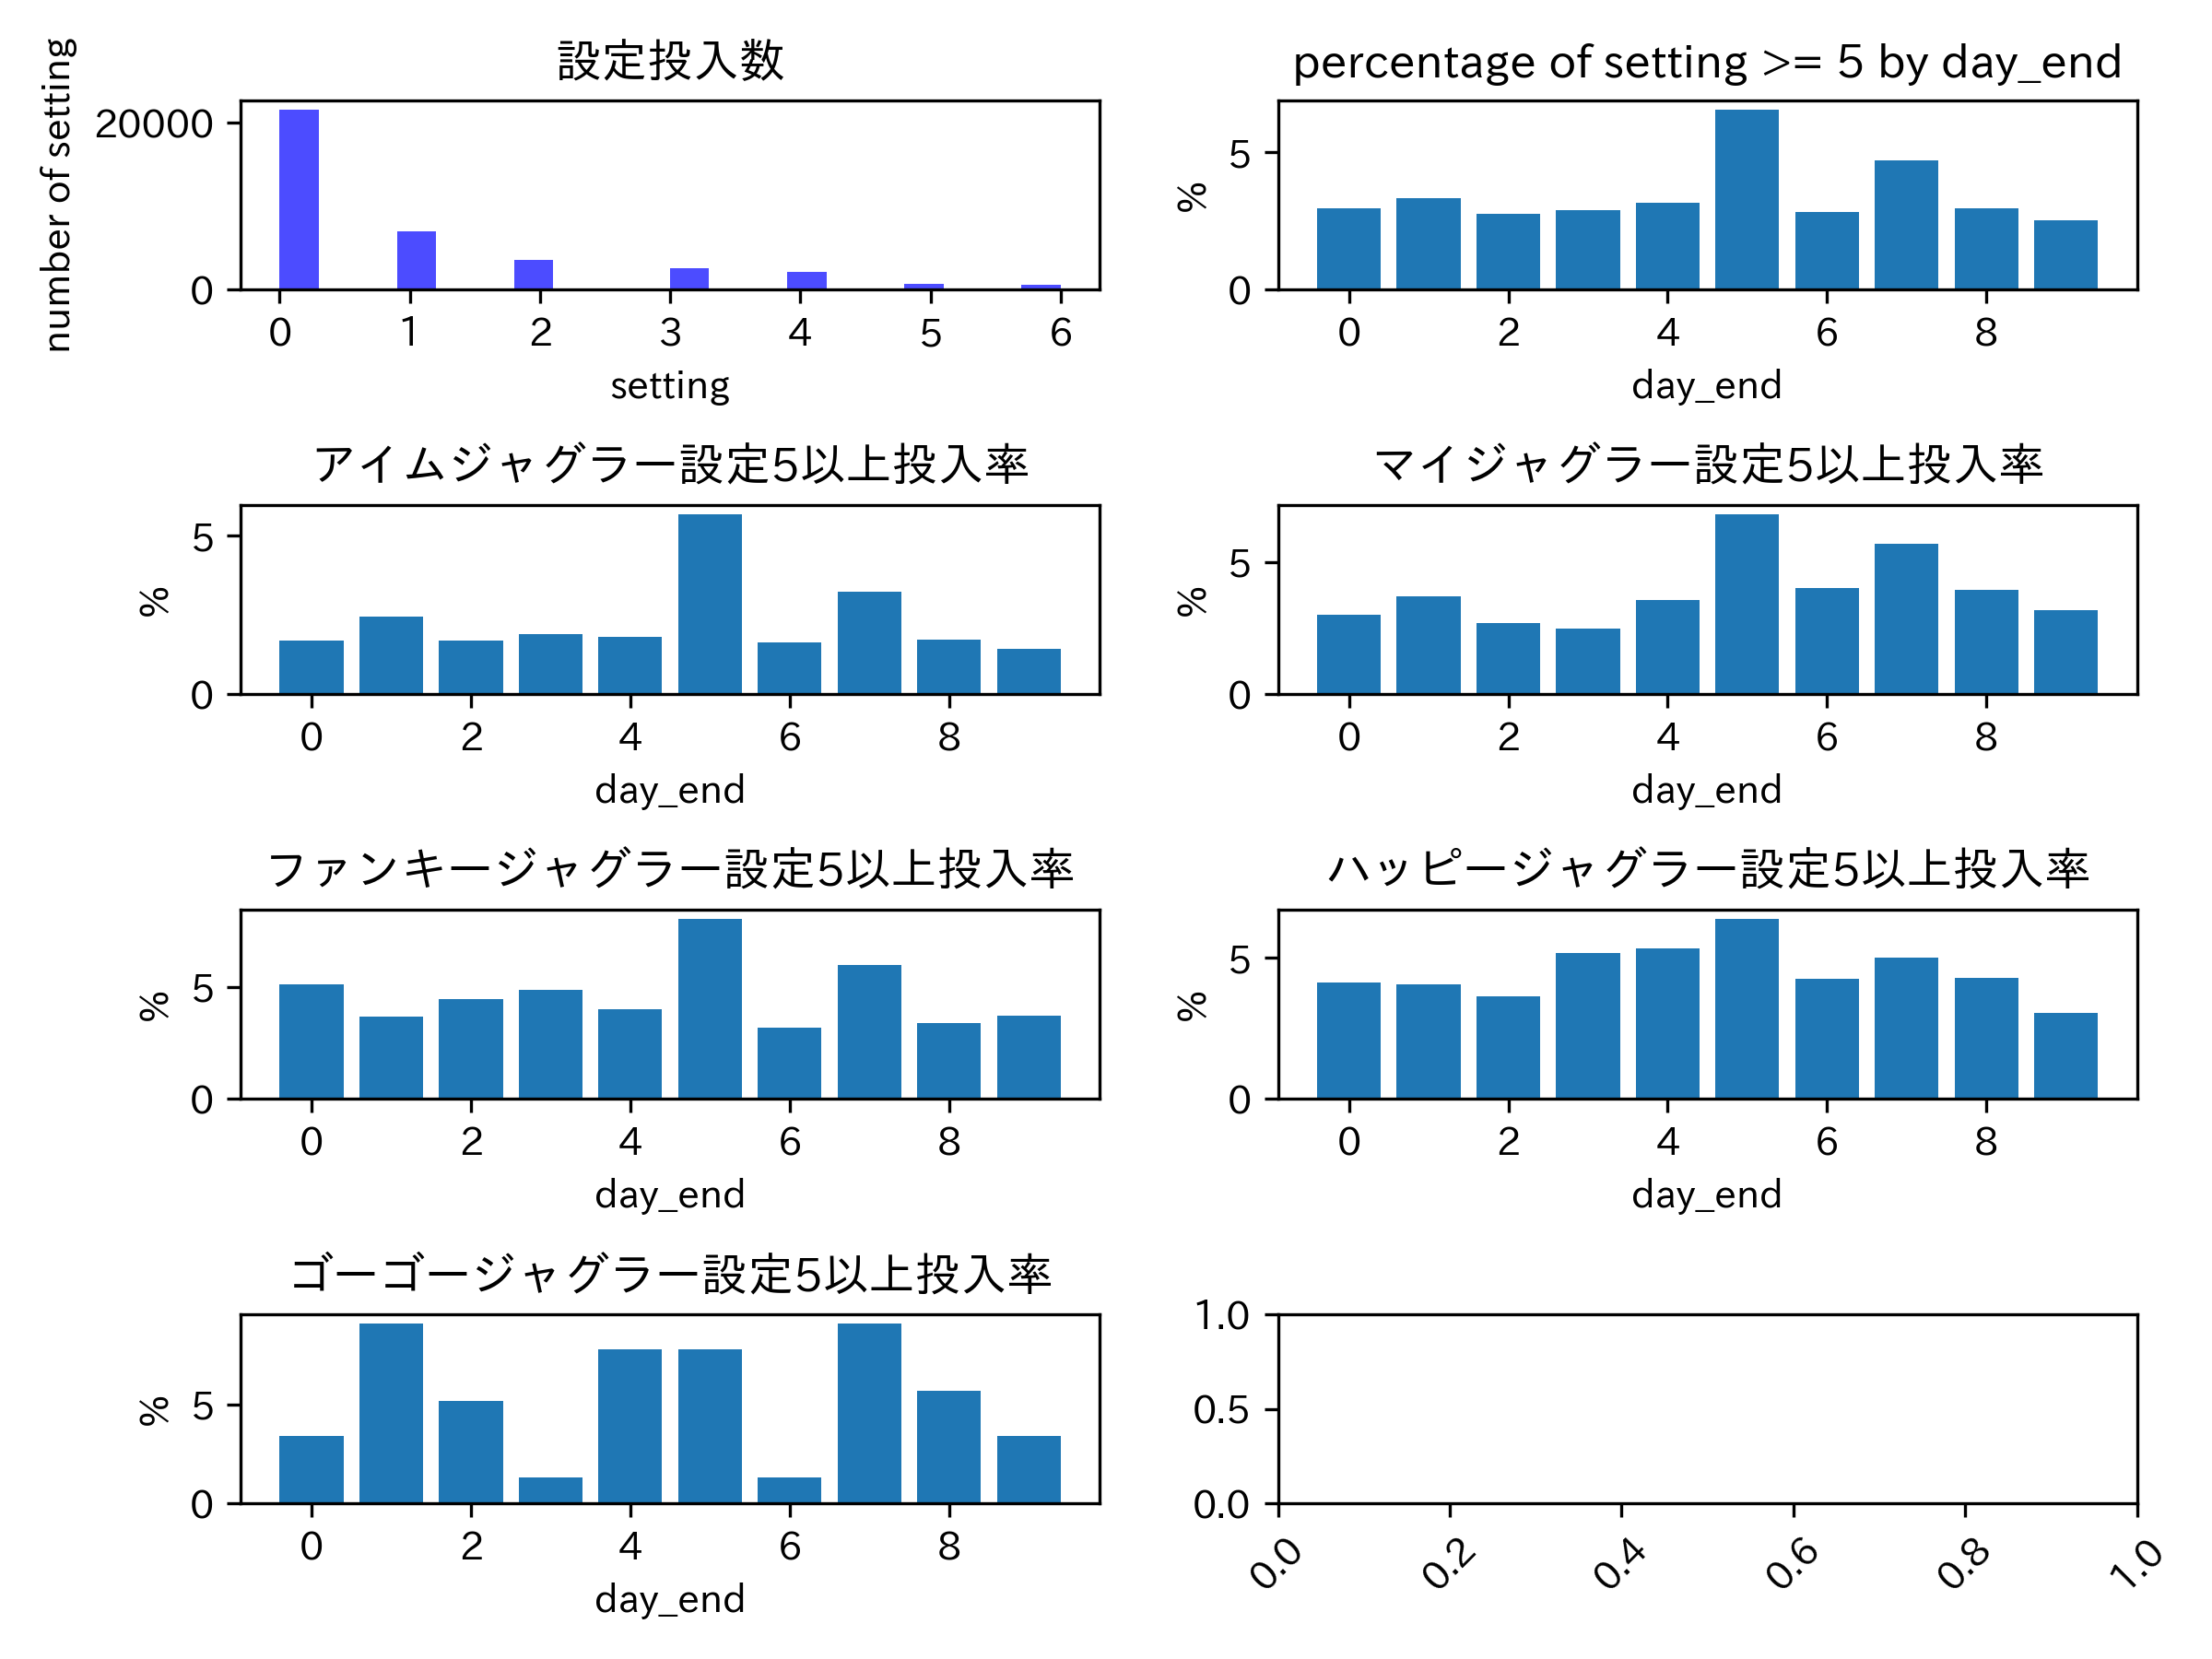 設定投入数
number of setting
20000
0
0 1 2 3 4 5 6
setting
percentage of setting >= 5 by day_end
%
5
0
0 2 4 6 8
day_end
アイムジャグラー設定5以上投入率
%
5
0
0 2 4 6 8
day_end
マイジャグラー設定5以上投入率
%
5
0
0 2 4 6 8
day_end
ファンキージャグラー設定5以上投入率
%
5
0
0 2 4 6 8
day_end
ハッピージャグラー設定5以上投入率
%
5
0
0 2 4 6 8
day_end
ゴーゴージャグラー設定5以上投入率
%
5
0
0 2 4 6 8
day_end
1.0
0.5
0.0
0.0 0.2 0.4 0.6 0.8 1.0